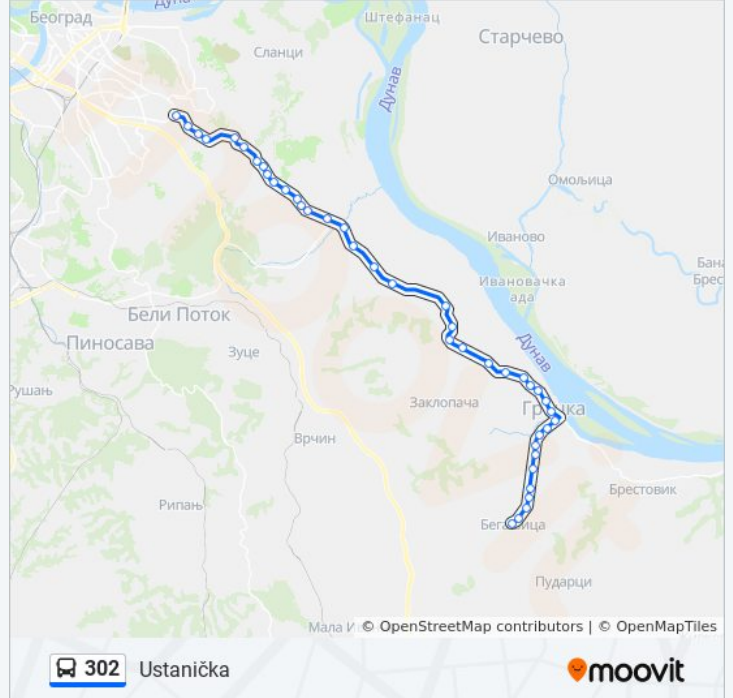 Београд
Дунав
Штефанац
Старчево
Сланци
Дунав
Омољица
Иваново
Ивановачка
ада
Бели Поток
Пиносава
Зуце
Дунав
Заклопача
Врчин
Брестовик
Рипањ
Пударци
© OpenStreetMap contributors | © OpenMapTiles
302 Ustanička
moovit